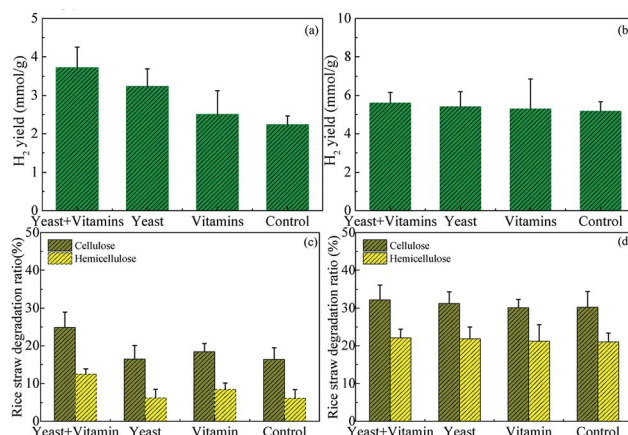 (a)
H2 yield (mmol/g)
5
4
3
2
1
0
Yeast+Vitamins Yeast Vitamins Control
(b)
H2 yield (mmol/g)
10
8
6
4
2
0
Yeast+Vitamins Yeast Vitamins Control
(c)
Cellulose
Hemicellulose
Rice straw degradation ratio(%)
50
40
30
20
10
0
Yeast+Vitamin Yeast Vitamin Control
(d)
Cellulose
Hemicellulose
Rice straw degradation ratio (%)
50
40
30
20
10
0
Yeast+Vitamin Yeast Vitamin Control